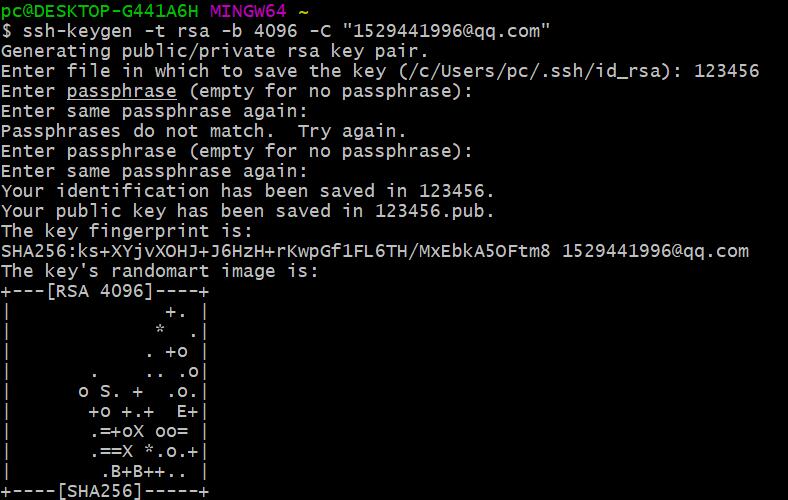 pc@DESKTOP-G441A6H MINGW64 ~
$ ssh-keygen -t rsa -b 4096 -C "1529441996@qq.com"
Generating public/private rsa key pair.
Enter file in which to save the key (/c/Users/pc/.ssh/id_rsa): 123456
Enter passphrase (empty for no passphrase):
Enter same passphrase again:
Passphrases do not match.  Try again.
Enter passphrase (empty for no passphrase):
Enter same passphrase again:
Your identification has been saved in 123456.
Your public key has been saved in 123456.pub.
The key fingerprint is:
SHA256:ks+XYjvXOHJ+J6HzH+rKwpGf1FL6TH/MxEbkA5OFtm8 1529441996@qq.com
The key's randomart image is:
+---[RSA 4096]----+
|              +. |
|             *  .|
|            . +o |
|       .    .. .o|
|      o S. +  .o.|
|       +o +.+  E+|
|       .=+oX oo= |
|       .==X *.o.+|
|        .B+B++.. |
+----[SHA256]-----+